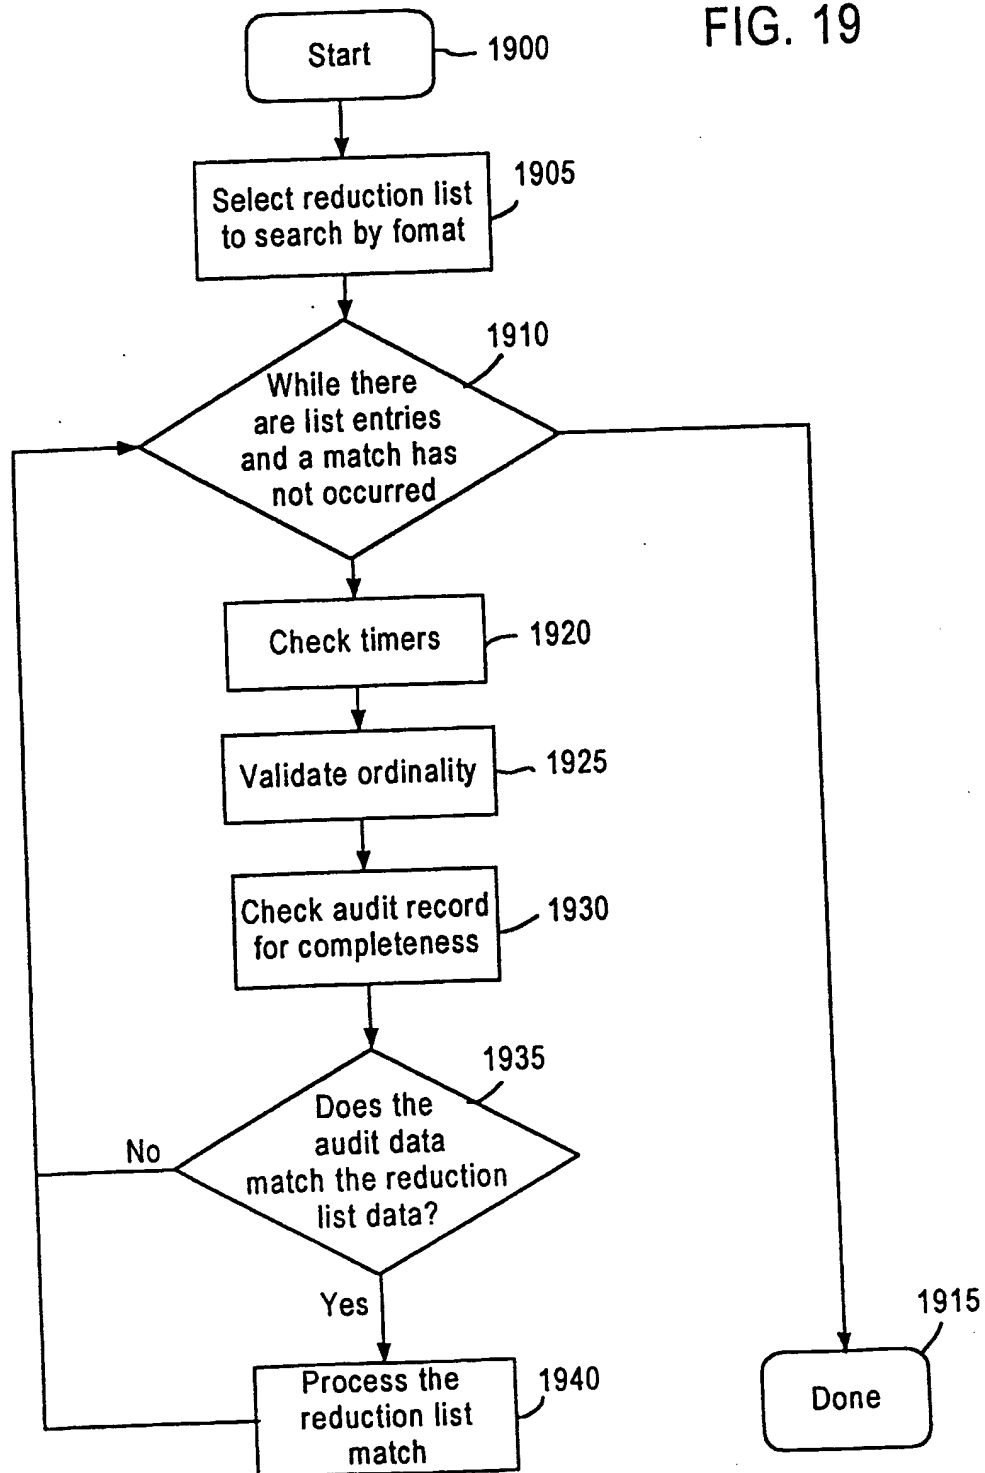 FIG. 19
Start
1900
Select reduction list
to search by fomat
1905
1910
While there
are list entries
and a match has
not occurred
Check timers
1920
Validate ordinality
1925
Check audit record
for completeness
1930
1935
Does the
audit data
match the reduction
list data?
No
Yes
Process the
reduction list
match
1940
1915
Done